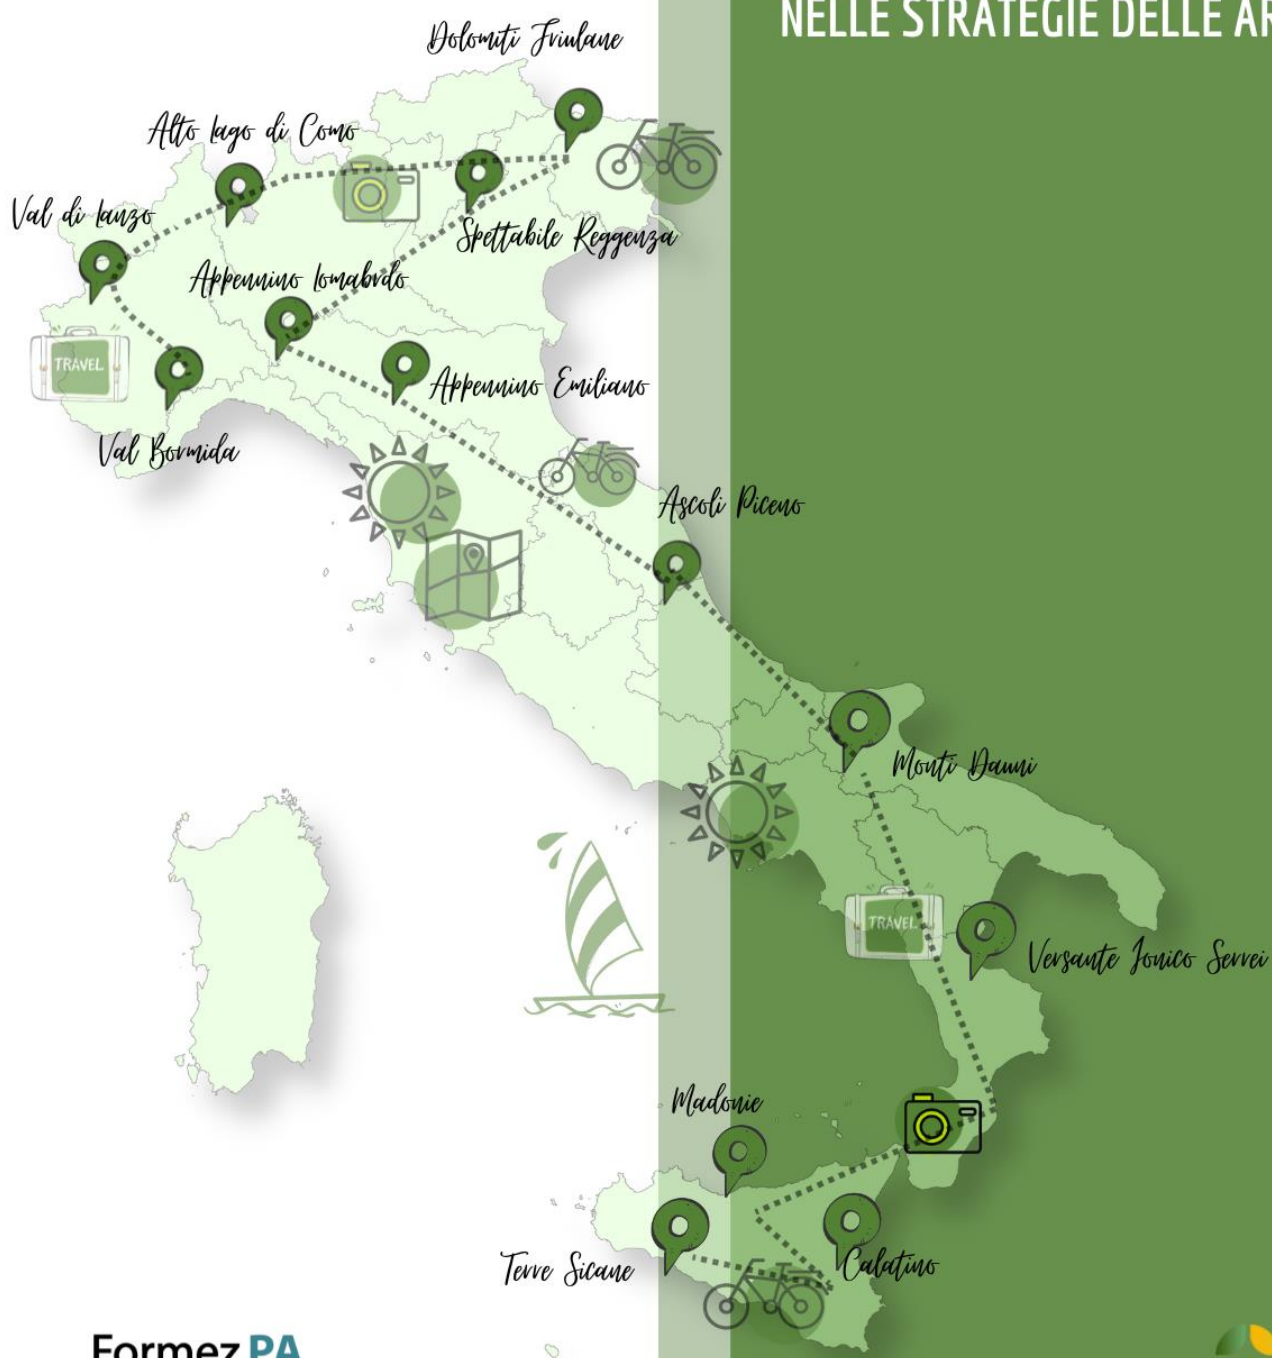 NELLE STRATEGIE DELLE AR
Dolomiti Friulane
Alto Lago di Como
Val di Lanzo
Spettabile Reggenza
Appennino Lomabrdo
TRAVEL
Appennino Emiliano
Val Bormida
Ascoli Piceno
Monti Dauni
TRAVEL
Versante Jonico Serrei
Madonie
Terre Sicane
Calatino
Formez PA